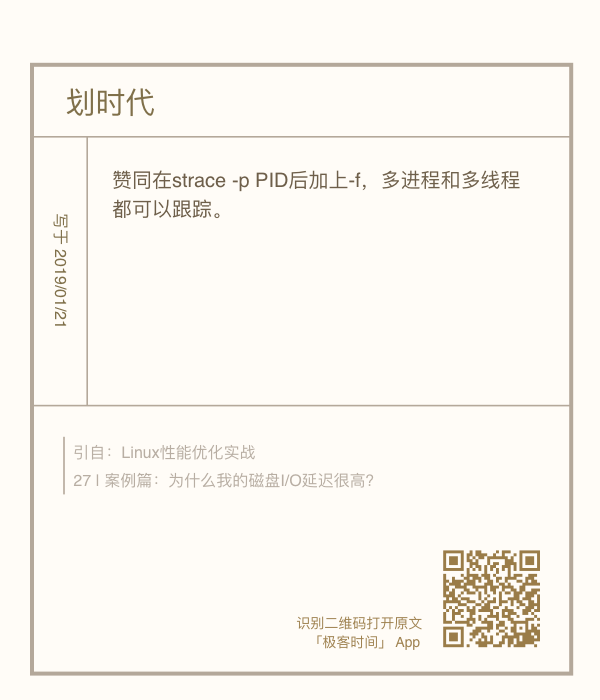 划时代
写于 2019/01/21
赞同在strace -p PID后加上-f，多进程和多线程
都可以跟踪。
引自：Linux性能优化实战
27 | 案例篇：为什么我的磁盘I/O延迟很高?
识别二维码打开原文
「极客时间」 App